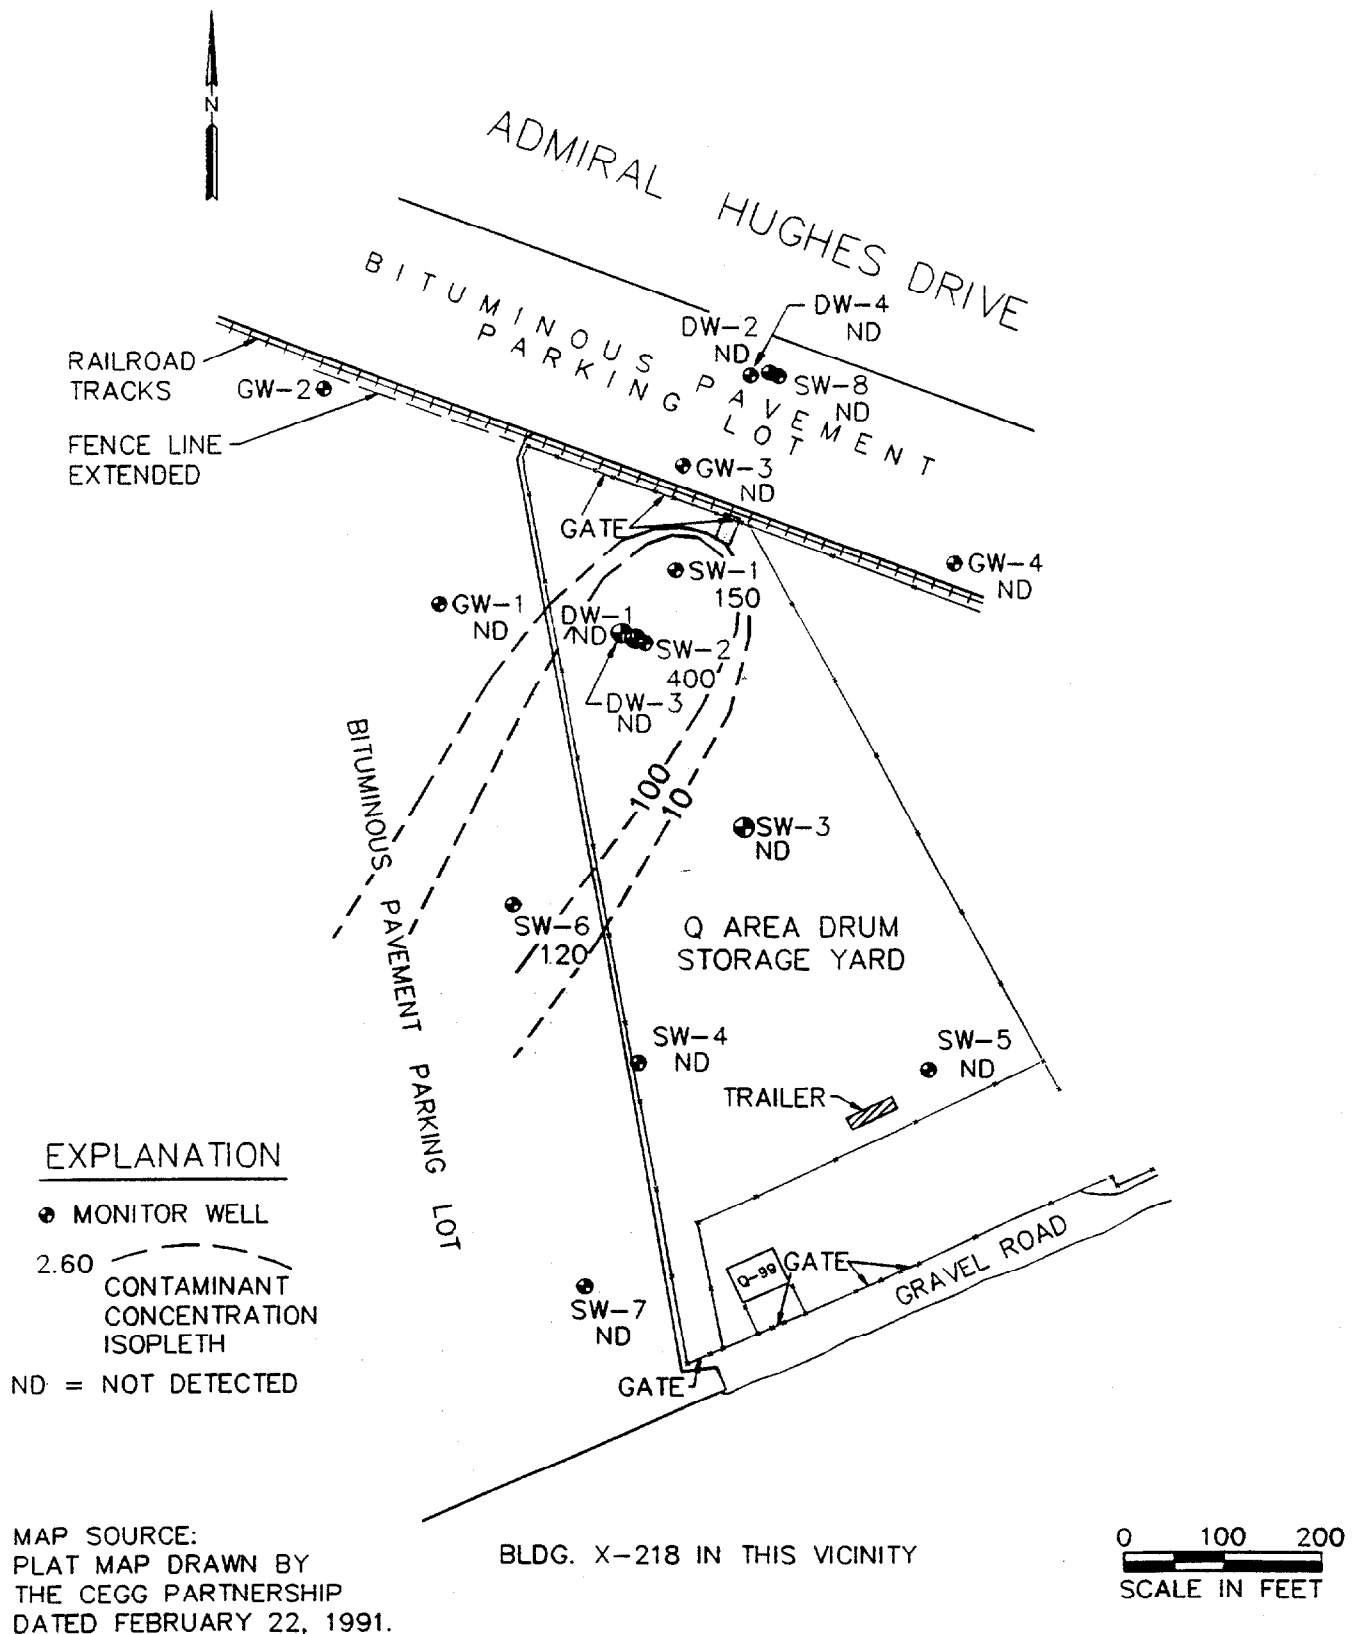 N
ADMIRAL HUGHES DRIVE
BITUMINOUS PAVEMENT
PARKING LOT
DW-4
ND
DW-2
ND
SW-8
ND
RAILROAD
TRACKS
GW-2
FENCE LINE
EXTENDED
GW-3
ND
GATE
SW-1
150
GW-4
ND
GW-1
ND
DW-1
ND
SW-2
400
DW-3
ND
BITUMINOUS PAVEMENT PARKING LOT
100
10
SW-3
ND
SW-6
120
Q AREA DRUM
STORAGE YARD
SW-4
ND
SW-5
ND
TRAILER
EXPLANATION
MONITOR WELL
2.60
CONTAMINANT
CONCENTRATION
ISOPLETH
ND = NOT DETECTED
Q-99
GATE
GRAVEL ROAD
SW-7
ND
GATE
MAP SOURCE:
PLAT MAP DRAWN BY
THE CEGG PARTNERSHIP
DATED FEBRUARY 22, 1991.
BLDG. X-218 IN THIS VICINITY
0 100 200
SCALE IN FEET